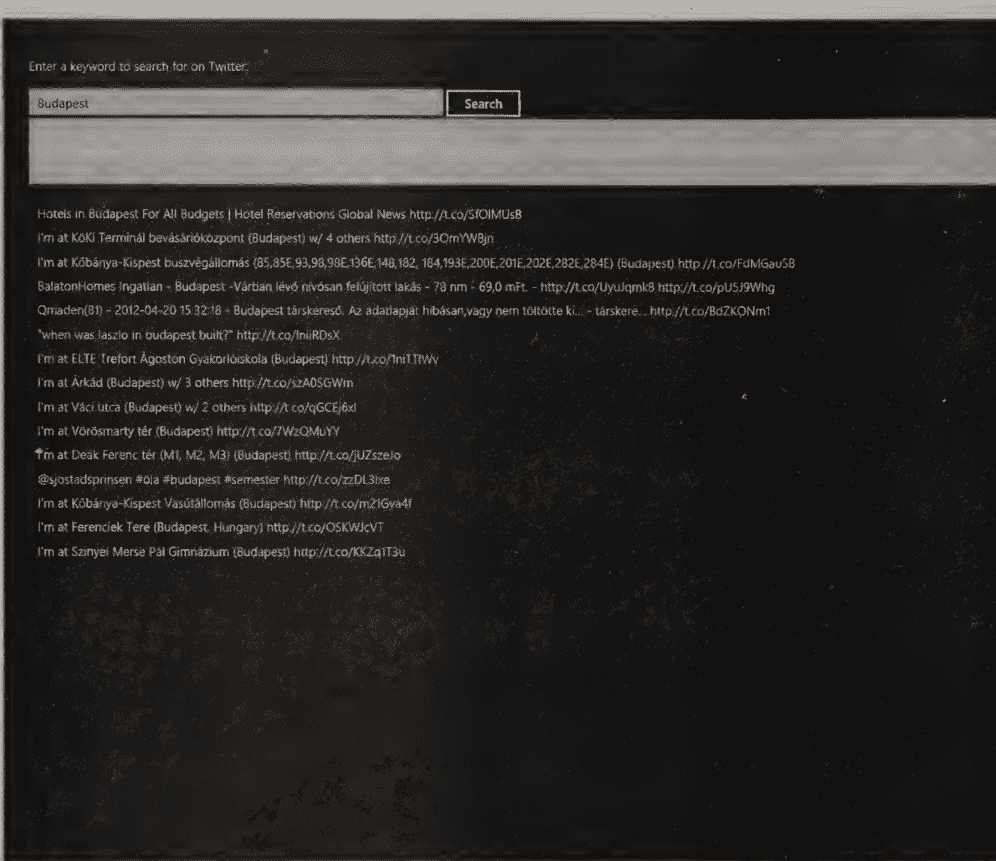 Enter a keyword to search for on Twitter:
Budapest
Search
Hotels in Budapest For All Budgets | Hotel Reservations Global News http://t.co/SfOIMUsB
I'm at KöKi Terminál bevásárlóközpont (Budapest) w/ 4 others http://t.co/3QmYWBjn
I'm at Kőbánya-Kispest buszvégállomás (85,85E,93,98,98E,136E,148,182, 184,193E,200E,201E,202E,282E,284E) (Budapest) http://t.co/FdMGauS8
BalatonHomes Ingatlan - Budapest -Várban lévő nívósan felújított lakás - 78 nm - 69,0 mFt. - http://t.co/UyuJqmk8 http://t.co/pU5J9Whg
Qmaden(81) - 2012-04-20 15:32:18 - Budapest társkereső. Az adatlapját hibásan,vagy nem töltötte ki... - társkere... http://t.co/BdZKQNm1
"when was laszlo in budapest built?" http://t.co/IniiRDsX
I'm at ELTE Trefort Ágoston Gyakorlóiskola (Budapest) http://t.co/1niTTIWv
I'm at Árkád (Budapest) w/ 3 others http://t.co/szA0SGWm
I'm at Váci utca (Budapest) w/ 2 others http://t.co/qGCEj6xl
I'm at Vörösmarty tér (Budapest) http://t.co/7WzQMuYY
I'm at Deák Ferenc tér (M1, M2, M3) (Budapest) http://t.co/jUZszeJo
@sjostadsprinsen #öla #budapest #semester http://t.co/zzDL3ixe
I'm at Kőbánya-Kispest Vasútállomás (Budapest) http://t.co/m21Gya4f
I'm at Ferenciek Tere (Budapest, Hungary) http://t.co/OSKWJcVT
I'm at Szinyei Merse Pál Gimnázium (Budapest) http://t.co/KKZq1T3u